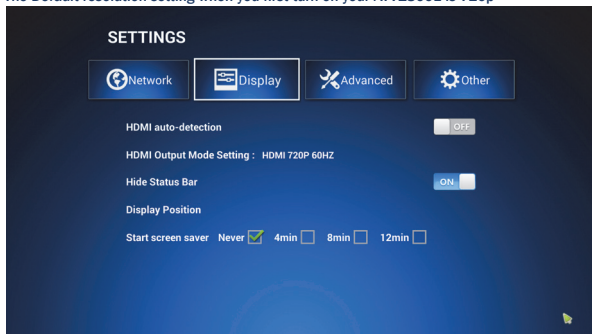 The Default resolution setting when you first turn on your is 720p
SETTINGS
Network Display Advanced Other
HDMI auto-detection OFF
HDMI Output Mode Setting : HDMI 720P 60HZ
Hide Status Bar ON
Display Position
Start screen saver Never 4min 8min 12min